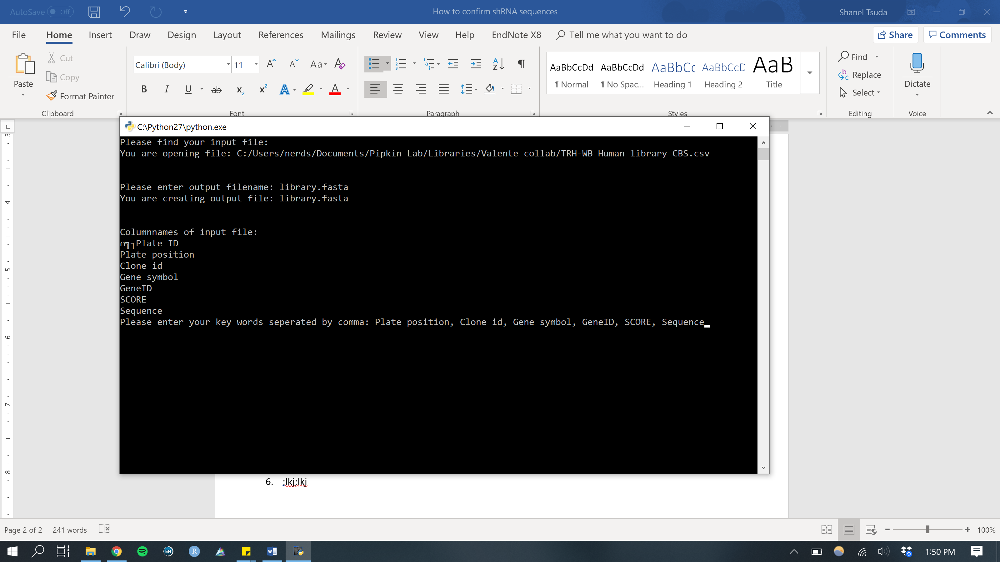 AutoSave Off
How to confirm shRNA sequences
Shanel Tsuda
File Home Insert Draw Design Layout References Mailings Review View Help EndNote X8 Tell me what you want to do Share Comments
Paste
Cut
Copy
Format Painter
Clipboard
Calibri (Body) 11
Font
Paragraph
AaBbCcDd AaBbCcDd AaBbCc AaBbCcD AaB
¶ Normal ¶ No Spac... Heading 1 Heading 2 Title
Styles
Find
Replace
Select
Editing
Dictate
Voice
C:\Python27\python.exe
Please find your input file:
You are opening file: C:/Users/nerds/Documents/Pipkin Lab/Libraries/Valente_collab/TRH-WB_Human_library_CBS.csv
Please enter output filename: library.fasta
You are creating output file: library.fasta
Columnnames of input file:
∩╗┐Plate ID
Plate position
Clone id
Gene symbol
GeneID
SCORE
Sequence
Please enter your key words seperated by comma: Plate position, Clone id, Gene symbol, GeneID, SCORE, Sequence
3
4
5
6
7
8
6. ;lkj;lkj
Page 2 of 2 241 words
100%
1:50 PM